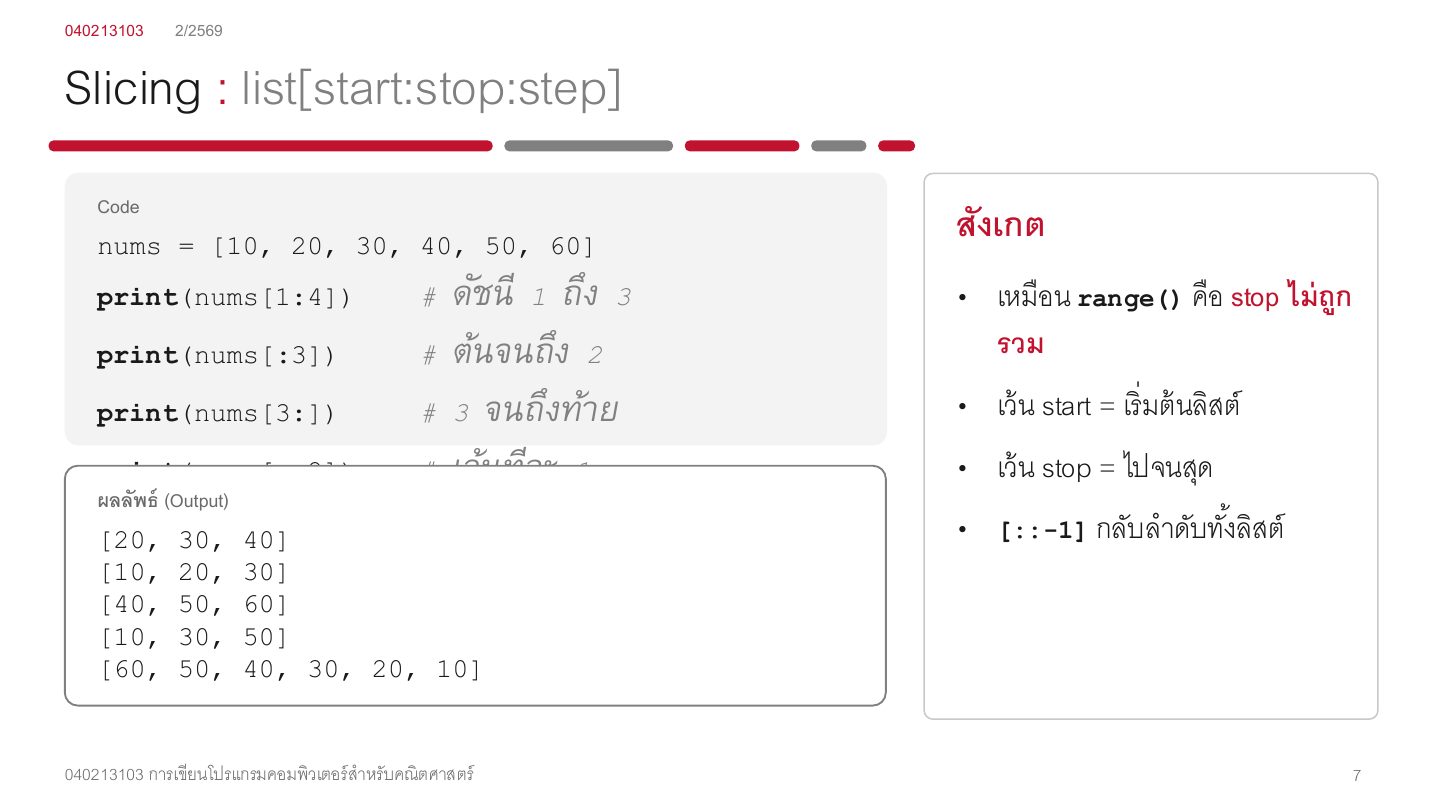 040213103 2/2569
Slicing : list[start:stop:step]
Code
nums = [10, 20, 30, 40, 50, 60]
print(nums[1:4]) # ดัชนี 1 ถึง 3
print(nums[:3]) # ต้นจนถึง 2
print(nums[3:]) # 3 จนถึงท้าย
ผลลัพธ์ (Output)
[20, 30, 40]
[10, 20, 30]
[40, 50, 60]
[10, 30, 50]
[60, 50, 40, 30, 20, 10]
สังเกต
• เหมือน range() คือ stop ไม่ถูก
รวม
• เว้น start = เริ่มต้นลิสต์
• เว้น stop = ไปจนสุด
• [::-1] กลับลำดับทั้งลิสต์
040213103 การเขียนโปรแกรมคอมพิวเตอร์สำหรับคณิตศาสตร์
7